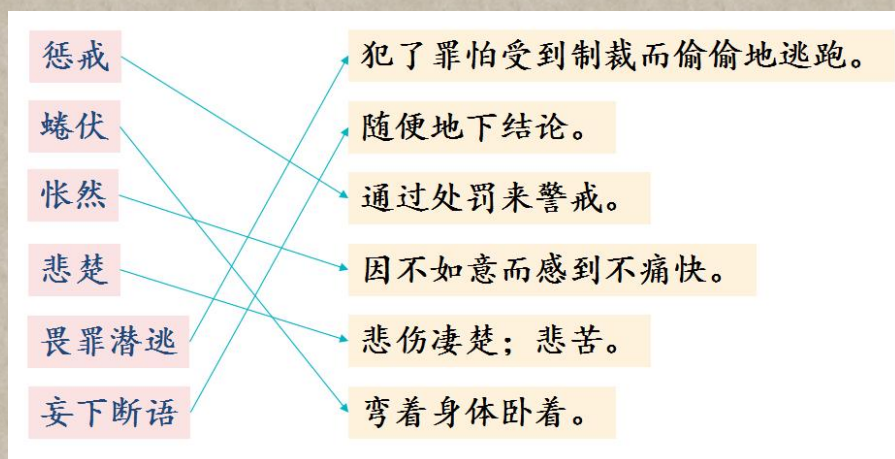 惩戒
犯了罪怕受到制裁而偷偷地逃跑。
蜷伏
随便地下结论。
怅然
通过处罚来警戒。
悲楚
因不如意而感到不痛快。
畏罪潜逃
悲伤凄楚；悲苦。
妄下断语
弯着身体卧着。